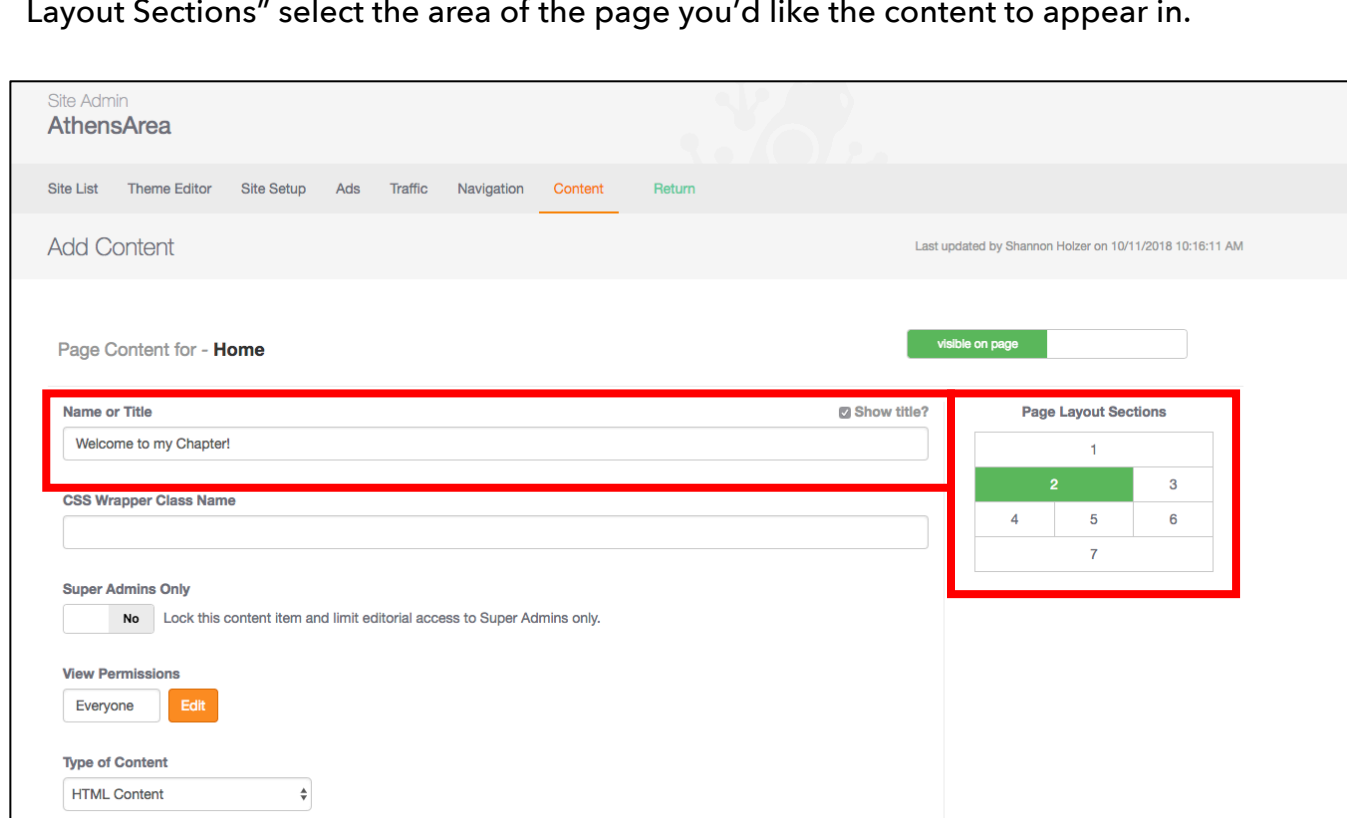 Layout Sections” select the area of the page you’d like the content to appear in.
Site Admin
AthensArea
Site List Theme Editor Site Setup Ads Traffic Navigation Content Return
Add Content
Last updated by Shannon Holzer on 10/11/2018 10:16:11 AM
Page Content for - Home
visible on page
Name or Title
Show title?
Welcome to my Chapter!
Page Layout Sections
1
2 3
4 5 6
7
CSS Wrapper Class Name
Super Admins Only
No Lock this content item and limit editorial access to Super Admins only.
View Permissions
Everyone Edit
Type of Content
HTML Content